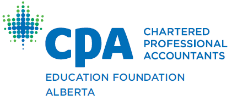 CPA
CHARTERED
PROFESSIONAL
ACCOUNTANTS
EDUCATION FOUNDATION
ALBERTA